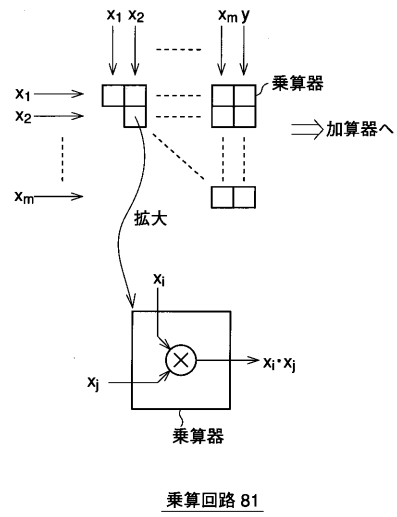 x1 x2 xm y
乗算器
x1
x2
加算器へ
xm
拡大
xi
xi・xj
xj
乗算器
乗算回路 81